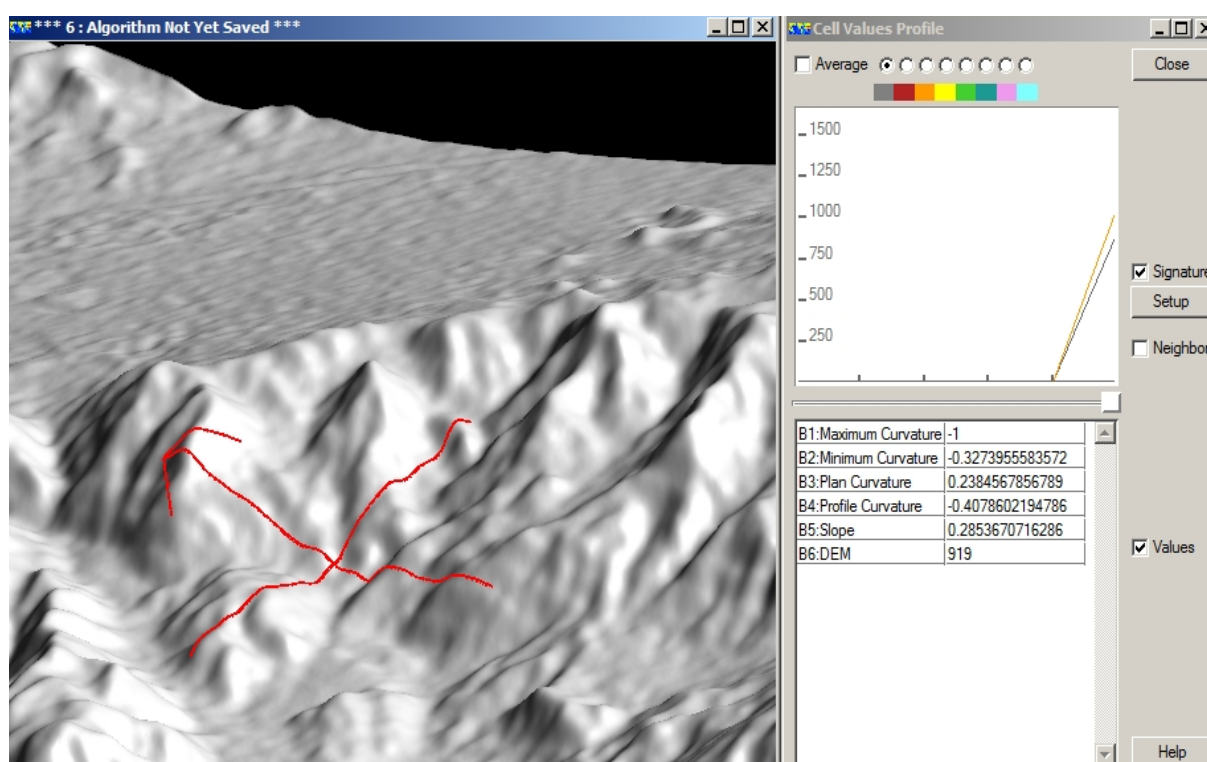 *** 6 : Algorithm Not Yet Saved ***
Cell Values Profile
Average
Close
1500
1250
1000
750
500
250
Signature
Setup
Neighbor
B1:Maximum Curvature -1
B2:Minimum Curvature -0.3273955583572
B3:Plan Curvature 0.2384567856789
B4:Profile Curvature -0.4078602194786
B5:Slope 0.2853670716286
B6:DEM 919
Values
Help